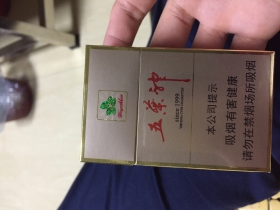 五叶神
since 1999
本公司提示
吸烟有害健康
请勿在禁烟场所吸烟